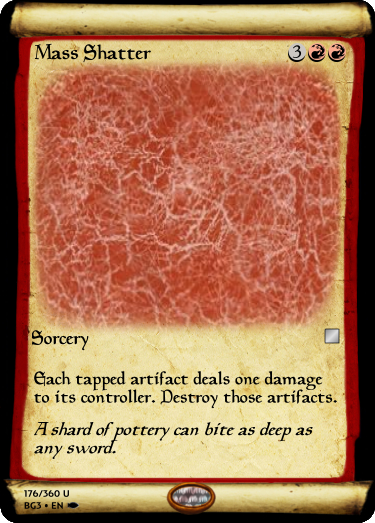 Mass Shatter 3
Sorcery
Each tapped artifact deals one damage
to its controller. Destroy those artifacts.
A shard of pottery can bite as deep as
any sword.
176/360 U
BG3 • EN